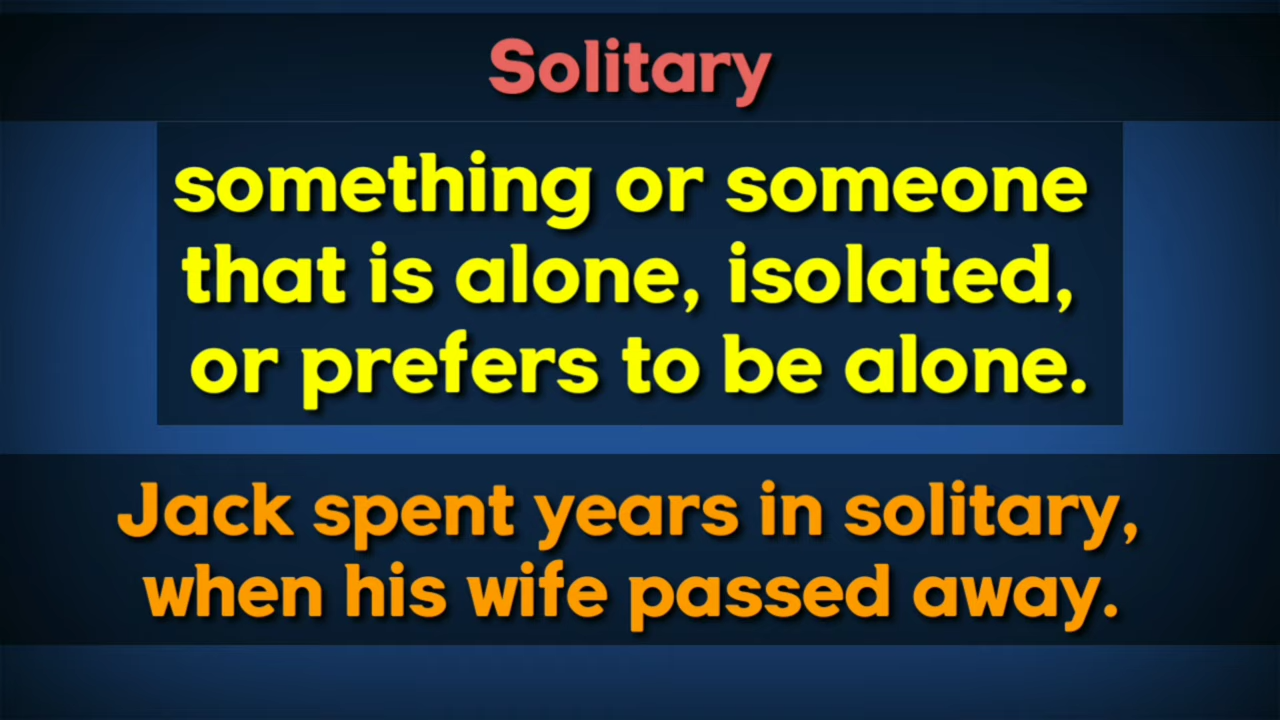 Solitary
something or someone
that is alone, isolated,
or prefers to be alone.
Jack spent years in solitary,
when his wife passed away.